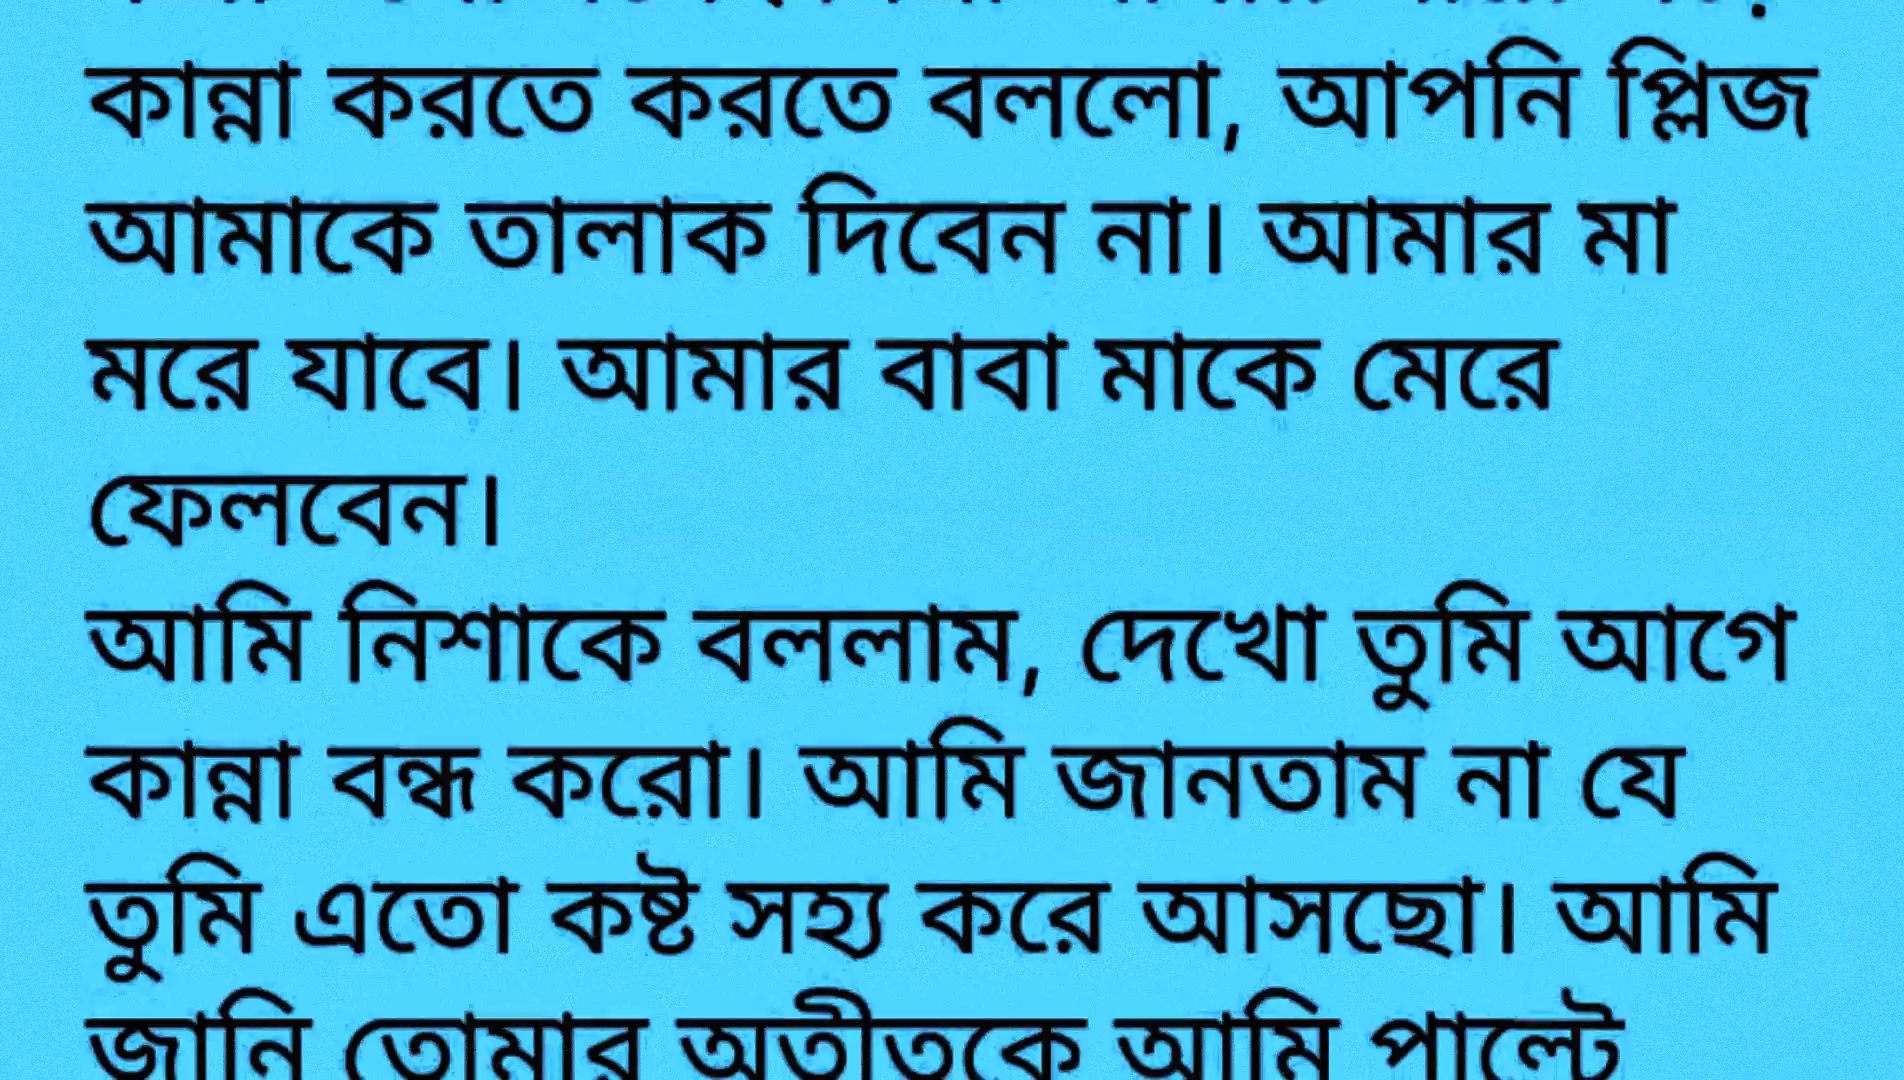 কান্না করতে করতে বললো, আপনি প্লিজ
আমাকে তালাক দিবেন না। আমার মা
মরে যাবে। আমার বাবা মাকে মেরে
ফেলবেন।
আমি নিশাকে বললাম, দেখো তুমি আগে
কান্না বন্ধ করো। আমি জানতাম না যে
তুমি এতো কষ্ট সহ্য করে আসছো। আমি
জানি তোমার অতীতকে আমি পাল্টে